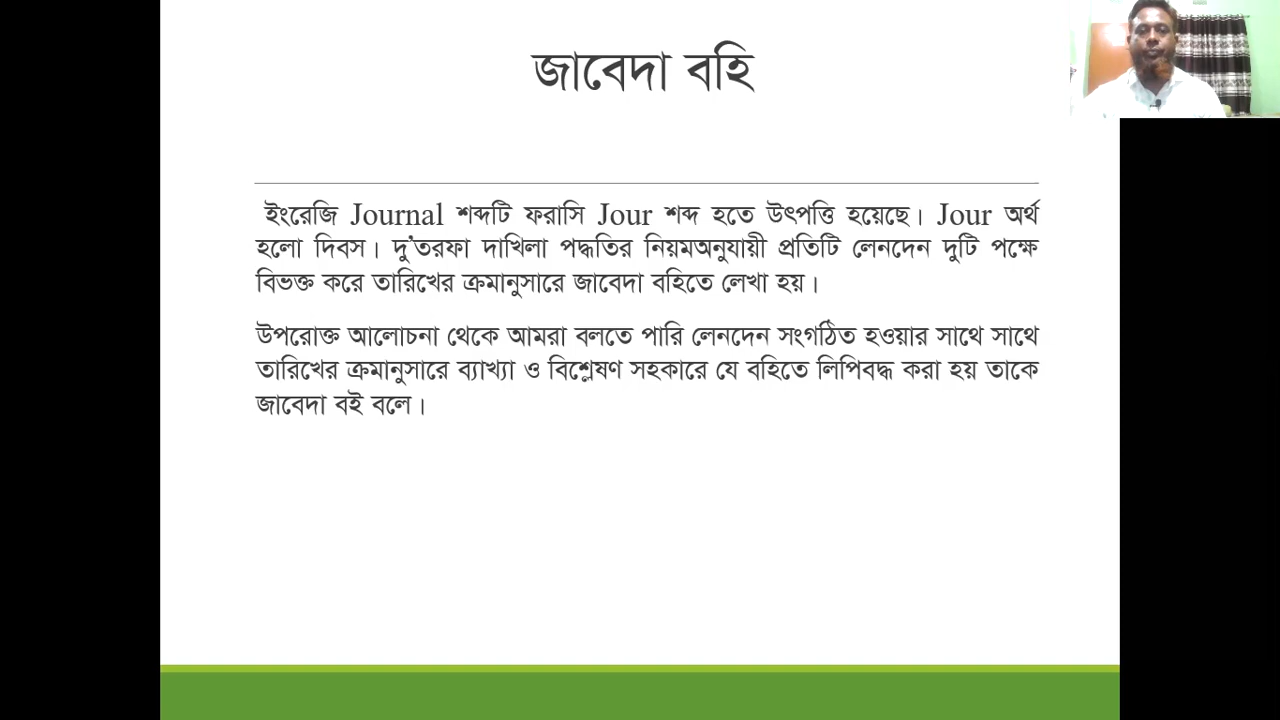 জাবেদা বহি
ইংরেজি Journal শব্দটি ফরাসি Jour শব্দ হতে উৎপত্তি হয়েছে। Jour অর্থ
হলো দিবস। দু’তরফা দাখিলা পদ্ধতির নিয়মঅনুযায়ী প্রতিটি লেনদেন দুটি পক্ষে
বিভক্ত করে তারিখের ক্রমানুসারে জাবেদা বহিতে লেখা হয়।
উপরোক্ত আলোচনা থেকে আমরা বলতে পারি লেনদেন সংগঠিত হওয়ার সাথে সাথে
তারিখের ক্রমানুসারে ব্যাখ্যা ও বিশ্লেষণ সহকারে যে বহিতে লিপিবদ্ধ করা হয় তাকে
জাবেদা বই বলে।